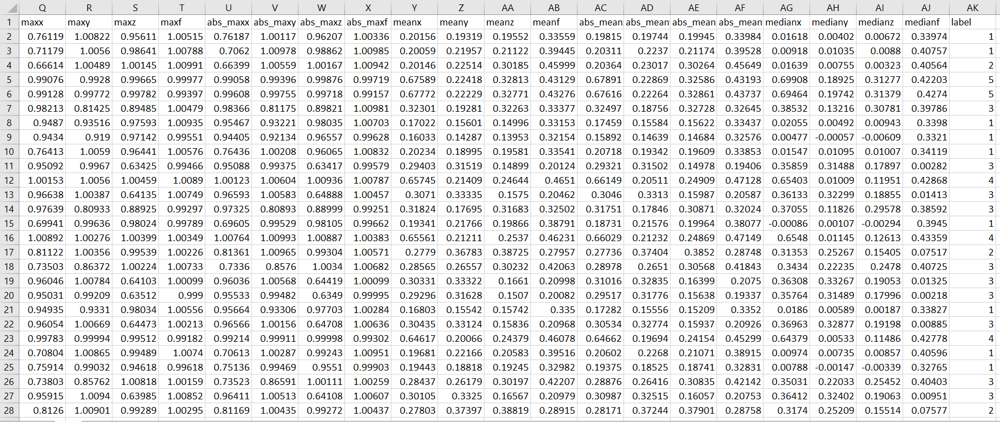 Q R S T U V W X Y Z AA AB AC AD AE AF AG AH AI AJ AK
1 maxx maxy maxz maxf abs_maxx abs_maxy abs_maxz abs_maxf meanx meany meanz meanf abs_mean abs_mean abs_mean abs_mean medianx mediany medianz medianf label
2 0.76119 1.00822 0.95611 1.00515 0.76187 1.00117 0.96207 1.00336 0.20156 0.19319 0.19552 0.33559 0.19815 0.19744 0.19945 0.33984 0.01618 0.00402 0.00672 0.33974 1
3 0.71179 1.0056 0.98641 1.00788 0.7062 1.00978 0.98862 1.00985 0.20059 0.21957 0.21122 0.39445 0.20311 0.2237 0.21174 0.39528 0.00918 0.01035 0.0088 0.40757 1
4 0.66614 1.00489 1.00145 1.00991 0.66399 1.00559 1.00167 1.00942 0.20146 0.22514 0.30185 0.45999 0.20364 0.23017 0.30264 0.45649 0.01639 0.00755 0.00323 0.40564 2
5 0.99076 0.9928 0.99665 0.99977 0.99058 0.99396 0.99876 0.99719 0.67589 0.22418 0.32813 0.43129 0.67891 0.22869 0.32586 0.43193 0.69908 0.18925 0.31277 0.42203 5
6 0.99128 0.99772 0.99782 0.99397 0.99608 0.99755 0.99718 0.99157 0.67772 0.22229 0.32771 0.43276 0.67616 0.22264 0.32861 0.43737 0.69464 0.19742 0.31379 0.4274 5
7 0.98213 0.81425 0.89485 1.00479 0.98366 0.81175 0.89821 1.00981 0.32301 0.19281 0.32263 0.33377 0.32497 0.18756 0.32728 0.32645 0.38532 0.13216 0.30781 0.39786 3
8 0.9487 0.93516 0.97593 1.00935 0.95467 0.93221 0.98035 1.00703 0.17022 0.15601 0.14996 0.33153 0.17459 0.15584 0.15622 0.33437 0.02055 0.00492 0.00943 0.3398 1
9 0.9434 0.919 0.97142 0.99551 0.94405 0.92134 0.96557 0.99628 0.16033 0.14287 0.13953 0.32154 0.15892 0.14639 0.14684 0.32576 0.00477 -0.00057 -0.00609 0.3321 1
10 0.76413 1.0059 0.96441 1.00576 0.76436 1.00208 0.96065 1.00832 0.20234 0.18995 0.19581 0.33541 0.20718 0.19342 0.19609 0.33853 0.01547 0.01095 0.01007 0.34119 1
11 0.95092 0.9967 0.63425 0.99466 0.95088 0.99375 0.63417 0.99579 0.29403 0.31519 0.14899 0.20124 0.29321 0.31502 0.14978 0.19406 0.35859 0.31488 0.17897 0.00282 3
12 1.00153 1.0056 1.00459 1.0089 1.00123 1.00604 1.00936 1.00787 0.65745 0.21409 0.24644 0.4651 0.66149 0.20511 0.24909 0.47128 0.65403 0.01009 0.11951 0.42868 4
13 0.96638 1.00387 0.64135 1.00749 0.96593 1.00583 0.64888 1.00457 0.3071 0.33335 0.1575 0.20462 0.3046 0.3313 0.15987 0.20587 0.36133 0.32299 0.18855 0.01413 3
14 0.97639 0.80933 0.88925 0.99297 0.97325 0.80893 0.88999 0.99251 0.31824 0.17695 0.31683 0.32502 0.31751 0.17846 0.30871 0.32024 0.37055 0.11826 0.29578 0.38592 3
15 0.69941 0.99636 0.98024 0.99789 0.69605 0.99529 0.98105 0.99662 0.19341 0.21766 0.19866 0.38791 0.18731 0.21576 0.19964 0.38077 -0.00086 0.00107 -0.00294 0.3945 1
16 1.00892 1.00276 1.00399 1.00349 1.00764 1.00993 1.00887 1.00383 0.65561 0.21211 0.2537 0.46231 0.66029 0.21232 0.24869 0.47149 0.6548 0.01145 0.12613 0.43359 4
17 0.81122 1.00356 0.99539 1.00226 0.81361 1.00965 0.99304 1.00571 0.2779 0.36783 0.38725 0.27957 0.27736 0.37404 0.3852 0.28748 0.31353 0.25267 0.15405 0.07517 2
18 0.73503 0.86372 1.00224 1.00733 0.7336 0.8576 1.0034 1.00682 0.28565 0.26557 0.30232 0.42063 0.28978 0.2651 0.30568 0.41843 0.3434 0.22235 0.2478 0.40725 3
19 0.96046 1.00784 0.64103 1.00099 0.96036 1.00568 0.64419 1.00099 0.30331 0.33322 0.1661 0.20998 0.31016 0.32835 0.16399 0.2075 0.36308 0.33267 0.19053 0.01325 3
20 0.95031 0.99209 0.63512 0.999 0.95533 0.99482 0.6349 0.99995 0.29296 0.31628 0.1507 0.20082 0.29517 0.31776 0.15638 0.19337 0.35764 0.31489 0.17996 0.00218 3
21 0.94935 0.9331 0.98034 1.00556 0.95664 0.93306 0.97703 1.00284 0.16803 0.15542 0.15742 0.335 0.17282 0.15556 0.15209 0.3352 0.0186 0.00589 0.00187 0.33827 1
22 0.96054 1.00669 0.64473 1.00213 0.96566 1.00156 0.64708 1.00636 0.30435 0.33124 0.15836 0.20968 0.30534 0.32774 0.15937 0.20926 0.36963 0.32877 0.19198 0.00885 3
23 0.99783 0.99994 0.99512 0.99182 0.99214 0.99911 0.99998 0.99302 0.64617 0.20066 0.24379 0.46078 0.64662 0.19694 0.24154 0.45299 0.64379 0.00533 0.11486 0.42778 4
24 0.70804 1.00865 0.99489 1.0074 0.70613 1.00287 0.99243 1.00951 0.19681 0.22166 0.20583 0.39516 0.20602 0.2268 0.21071 0.38915 0.00974 0.00735 0.00857 0.40596 1
25 0.75914 0.99032 0.94618 0.99618 0.75136 0.99469 0.9551 0.99903 0.19443 0.18818 0.19245 0.32982 0.19375 0.18525 0.18741 0.32831 0.00788 -0.00147 -0.00339 0.32765 1
26 0.73803 0.85762 1.00818 1.00159 0.73523 0.86591 1.00111 1.00259 0.28437 0.26179 0.30197 0.42207 0.28876 0.26416 0.30835 0.42142 0.35031 0.22033 0.25452 0.40403 3
27 0.95915 1.0094 0.63985 1.00852 0.96411 1.00513 0.64108 1.00607 0.30105 0.3325 0.16567 0.20979 0.30987 0.32515 0.16057 0.20753 0.36412 0.32402 0.19063 0.00951 3
28 0.8126 1.00901 0.99289 1.00295 0.81169 1.00435 0.99272 1.00437 0.27803 0.37397 0.38819 0.28915 0.28171 0.37244 0.37901 0.28758 0.3174 0.25209 0.15514 0.07577 2